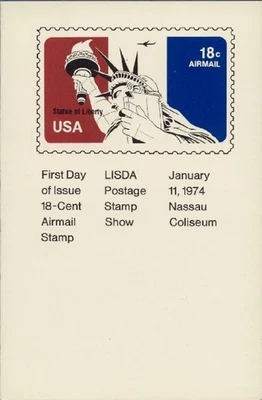 18c
AIRMAIL
Statue of Liberty
USA
First Day
of Issue
18-Cent
Airmail
Stamp
LISDA
Postage
Stamp
Show
January
11, 1974
Nassau
Coliseum